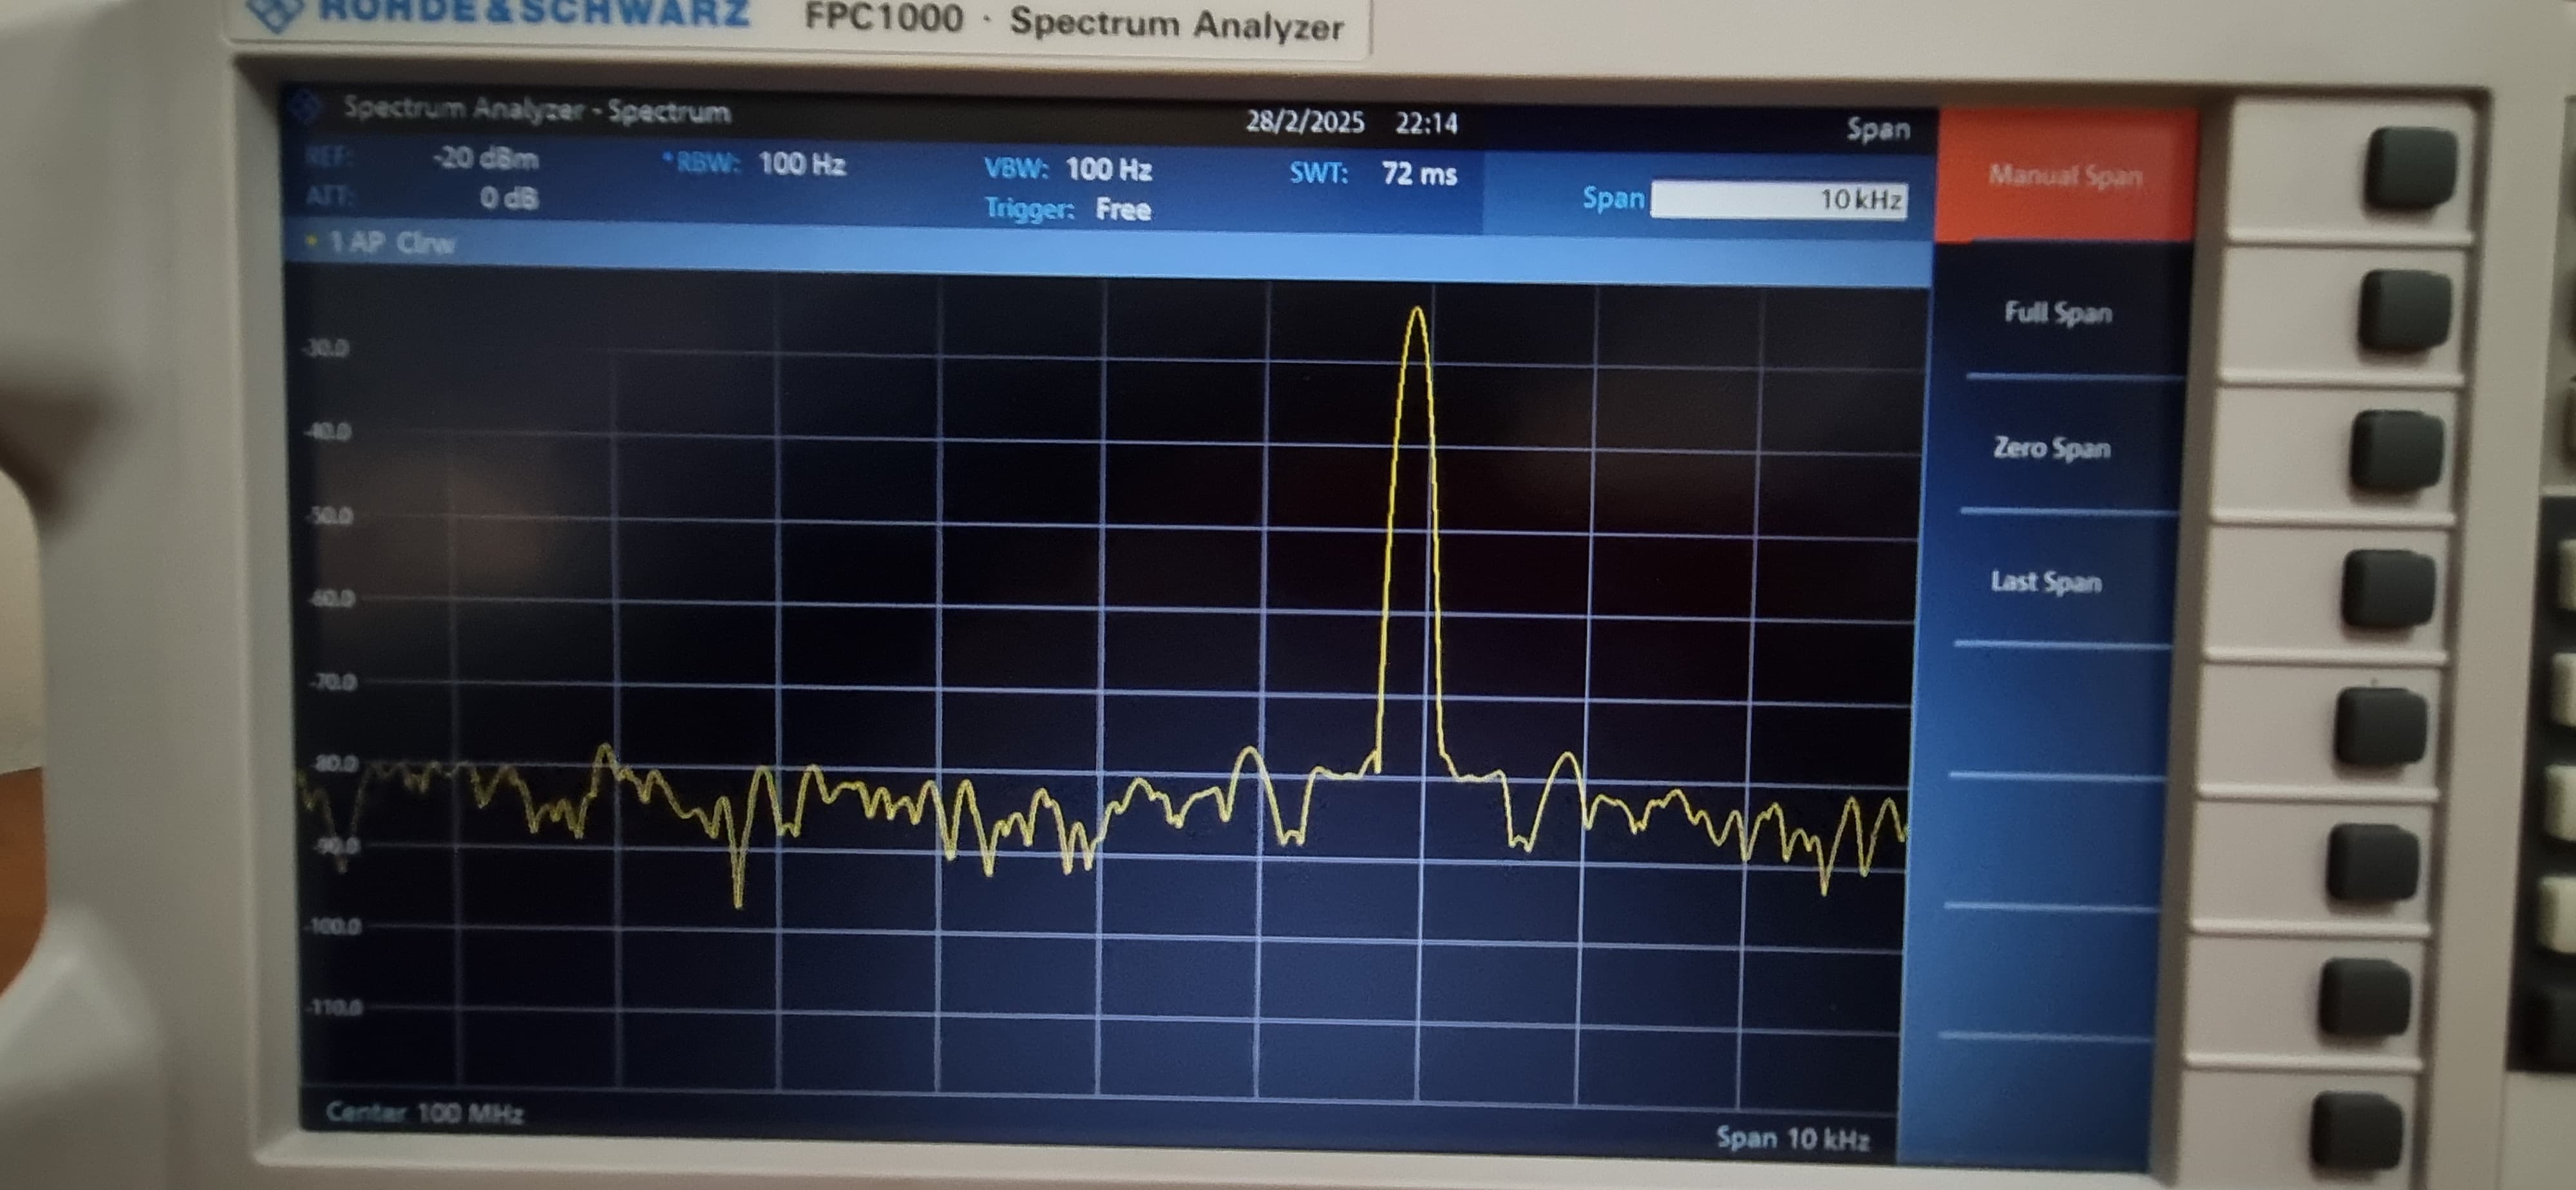 ROHDE&SCHWARZ FPC1000 · Spectrum Analyzer
Spectrum Analyzer - Spectrum 28/2/2025 22:14 Span
REF: -20 dBm *RBW: 100 Hz VBW: 100 Hz SWT: 72 ms
ATT: 0 dB Trigger: Free Span 10 kHz
1 AP Clrw
Manual Span
Full Span
Zero Span
Last Span
-30.0
-40.0
-50.0
-60.0
-70.0
-80.0
-90.0
-100.0
-110.0
Center 100 MHz Span 10 kHz